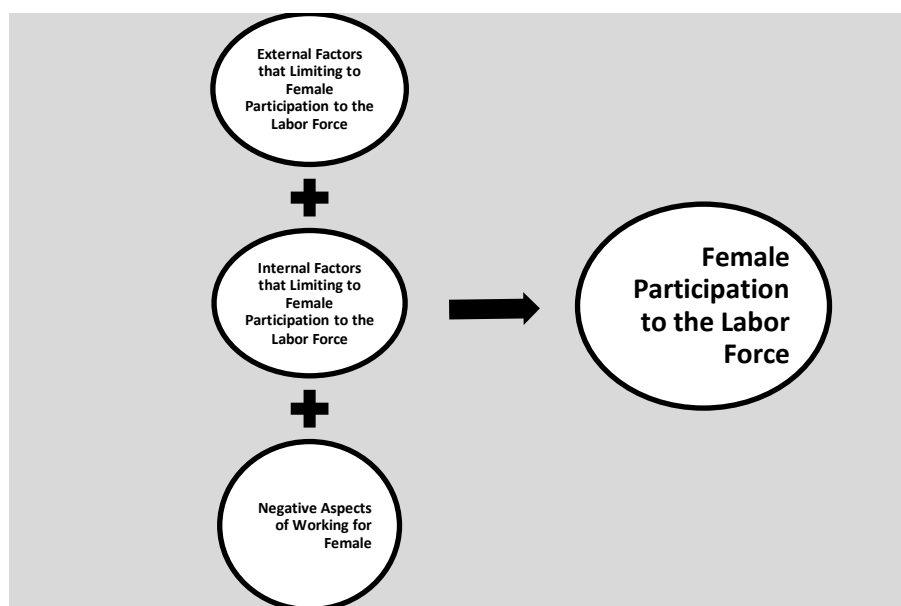 External Factors
that Limiting to
Female
Participation to the
Labor Force
Internal Factors
that Limiting to
Female
Participation to the
Labor Force
Negative Aspects
of Working for
Female
Female
Participation
to the Labor
Force